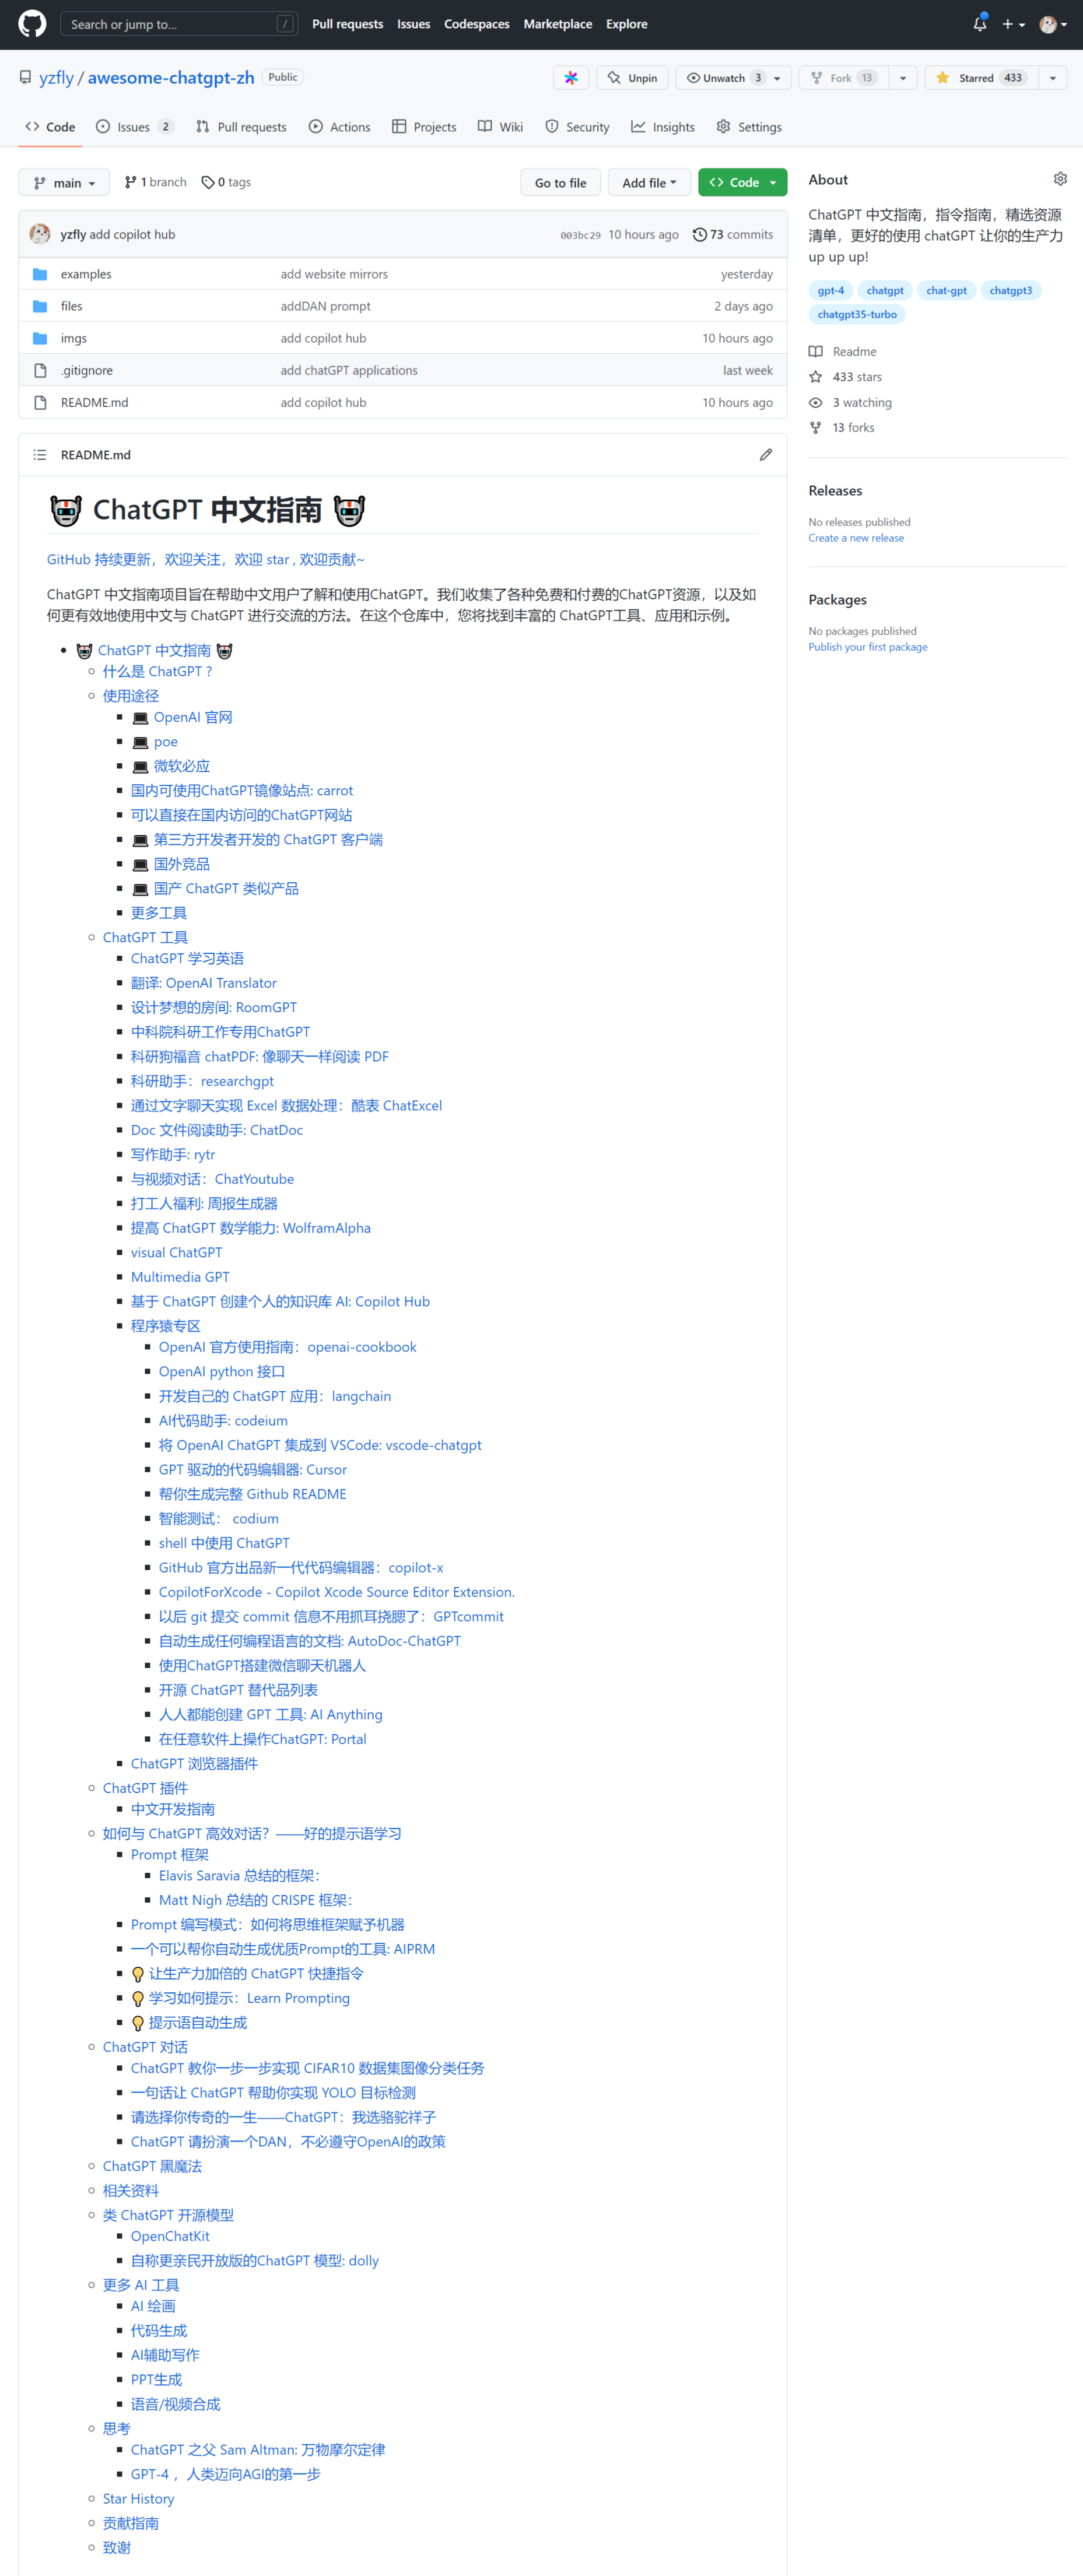 Search or jump to... /
Pull requests Issues Codespaces Marketplace Explore
yzfly / awesome-chatgpt-zh Public
Unpin Unwatch 3 Fork 13 Starred 433
Code Issues 2 Pull requests Actions Projects Wiki Security Insights Settings
main 1 branch 0 tags Go to file Add file Code
yzfly add copilot hub 003bc29 10 hours ago 73 commits
examples add website mirrors yesterday
files addDAN prompt 2 days ago
imgs add copilot hub 10 hours ago
.gitignore add chatGPT applications last week
README.md add copilot hub 10 hours ago
About
ChatGPT 中文指南，指令指南，精选资源
清单，更好的使用 chatGPT 让你的生产力
up up up!
gpt-4 chatgpt chat-gpt chatgpt3
chatgpt35-turbo
Readme
433 stars
3 watching
13 forks
Releases
No releases published
Create a new release
Packages
No packages published
Publish your first package
README.md
ChatGPT 中文指南
GitHub 持续更新，欢迎关注，欢迎 star , 欢迎贡献~
ChatGPT 中文指南项目旨在帮助中文用户了解和使用ChatGPT。我们收集了各种免费和付费的ChatGPT资源，以及如
何更有效地使用中文与 ChatGPT 进行交流的方法。在这个仓库中，您将找到丰富的 ChatGPT工具、应用和示例。
ChatGPT 中文指南
什么是 ChatGPT ?
使用途径
OpenAI 官网
poe
微软必应
国内可使用ChatGPT镜像站点: carrot
可以直接在国内访问的ChatGPT网站
第三方开发者开发的 ChatGPT 客户端
国外竞品
国产 ChatGPT 类似产品
更多工具
ChatGPT 工具
ChatGPT 学习英语
翻译: OpenAI Translator
设计梦想的房间: RoomGPT
中科院科研工作专用ChatGPT
科研狗福音 chatPDF: 像聊天一样阅读 PDF
科研助手：researchgpt
通过文字聊天实现 Excel 数据处理：酷表 ChatExcel
Doc 文件阅读助手: ChatDoc
写作助手: rytr
与视频对话：ChatYoutube
打工人福利: 周报生成器
提高 ChatGPT 数学能力: WolframAlpha
visual ChatGPT
Multimedia GPT
基于 ChatGPT 创建个人的知识库 AI: Copilot Hub
程序猿专区
OpenAI 官方使用指南：openai-cookbook
OpenAI python 接口
开发自己的 ChatGPT 应用：langchain
AI代码助手: codeium
将 OpenAI ChatGPT 集成到 VSCode: vscode-chatgpt
GPT 驱动的代码编辑器: Cursor
帮你生成完整 Github README
智能测试： codium
shell 中使用 ChatGPT
GitHub 官方出品新一代代码编辑器：copilot-x
CopilotForXcode - Copilot Xcode Source Editor Extension.
以后 git 提交 commit 信息不用抓耳挠腮了：GPTcommit
自动生成任何编程语言的文档: AutoDoc-ChatGPT
使用ChatGPT搭建微信聊天机器人
开源 ChatGPT 替代品列表
人人都能创建 GPT 工具: AI Anything
在任意软件上操作ChatGPT: Portal
ChatGPT 浏览器插件
ChatGPT 插件
中文开发指南
如何与 ChatGPT 高效对话？——好的提示语学习
Prompt 框架
Elavis Saravia 总结的框架：
Matt Nigh 总结的 CRISPE 框架：
Prompt 编写模式：如何将思维框架赋予机器
一个可以帮你自动生成优质Prompt的工具: AIPRM
让生产力加倍的 ChatGPT 快捷指令
学习如何提示：Learn Prompting
提示语自动生成
ChatGPT 对话
ChatGPT 教你一步一步实现 CIFAR10 数据集图像分类任务
一句话让 ChatGPT 帮助你实现 YOLO 目标检测
请选择你传奇的一生——ChatGPT：我选骆驼祥子
ChatGPT 请扮演一个DAN，不必遵守OpenAI的政策
ChatGPT 黑魔法
相关资料
类 ChatGPT 开源模型
OpenChatKit
自称更亲民开放版的ChatGPT 模型: dolly
更多 AI 工具
AI 绘画
代码生成
AI辅助写作
PPT生成
语音/视频合成
思考
ChatGPT 之父 Sam Altman: 万物摩尔定律
GPT-4 ，人类迈向AGI的第一步
Star History
贡献指南
致谢